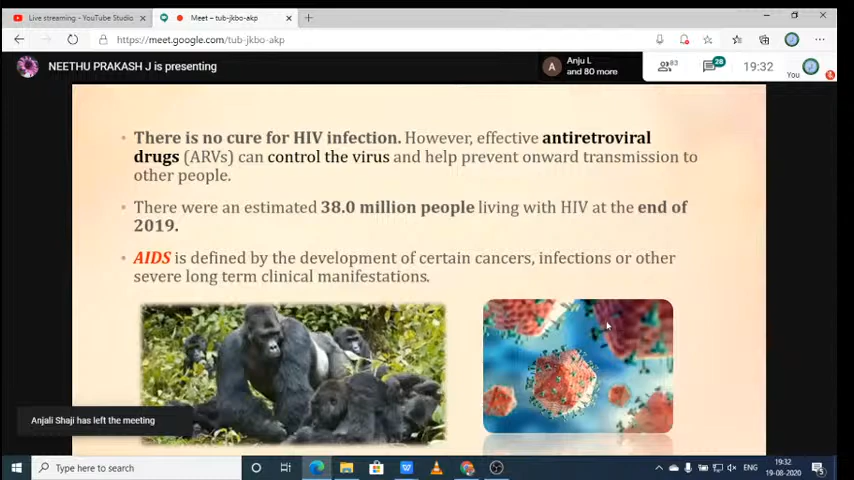 Live streaming - YouTube Studio
Meet – tub-jkbo-akp
https://meet.google.com/tub-jkbo-akp
NEETHU PRAKASH J is presenting
A
Anju L
and 80 more
83
28
19:32
You
There is no cure for HIV infection. However, effective antiretroviral
drugs (ARVs) can control the virus and help prevent onward transmission to
other people.
There were an estimated 38.0 million people living with HIV at the end of
2019.
AIDS is defined by the development of certain cancers, infections or other
severe long term clinical manifestations.
Anjali Shaji has left the meeting
Type here to search
ENG
19:32
19-08-2020
5